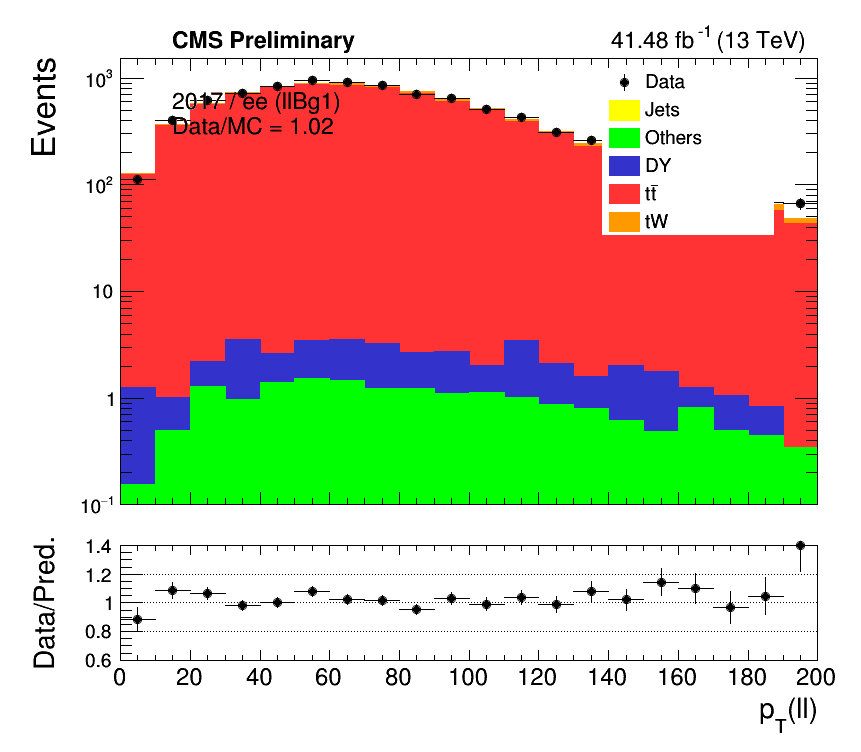 CMS Preliminary
41.48 fb⁻¹ (13 TeV)
Events
10³
10²
10
1
10⁻¹
2017 / ee (llBg1)
Data/MC = 1.02
Data
Jets
Others
DY
tt̄
tW
Data/Pred.
1.4
1.2
1
0.8
0.6
0 20 40 60 80 100 120 140 160 180 200
p_T(ll)